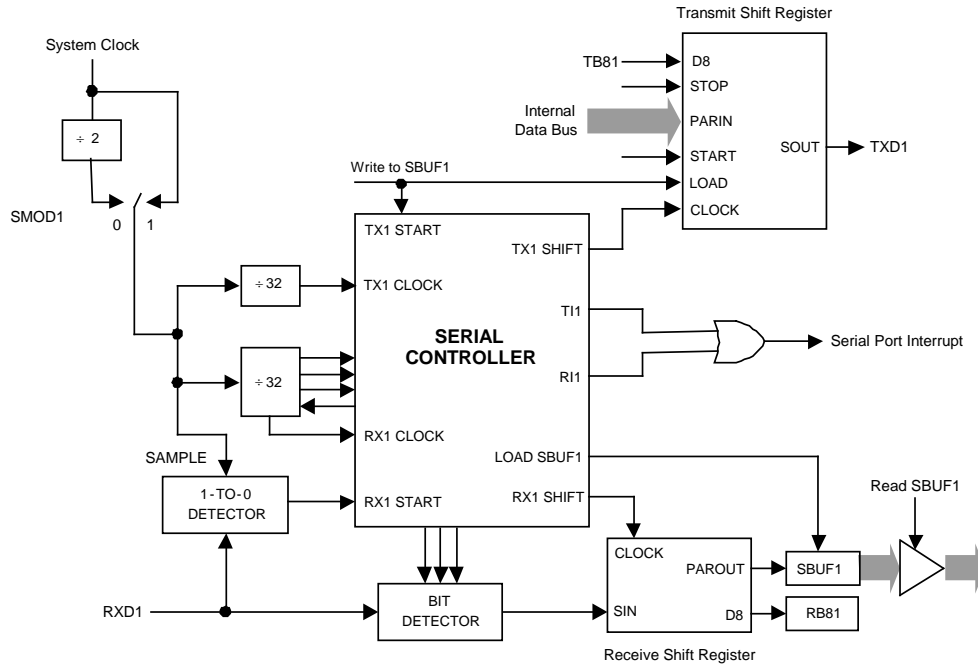 Transmit Shift Register
System Clock
TB81
D8
STOP
÷ 2
Internal
Data Bus
PARIN
SOUT
TXD1
START
Write to SBUF1
LOAD
SMOD1
0 1
CLOCK
TX1 START
TX1 SHIFT
÷ 32
TX1 CLOCK
TI1
SERIAL
CONTROLLER
Serial Port Interrupt
÷ 32
RI1
RX1 CLOCK
SAMPLE
LOAD SBUF1
1-TO-0
DETECTOR
RX1 START
RX1 SHIFT
Read SBUF1
CLOCK
PAROUT
SBUF1
RXD1
BIT
DETECTOR
SIN
D8
RB81
Receive Shift Register